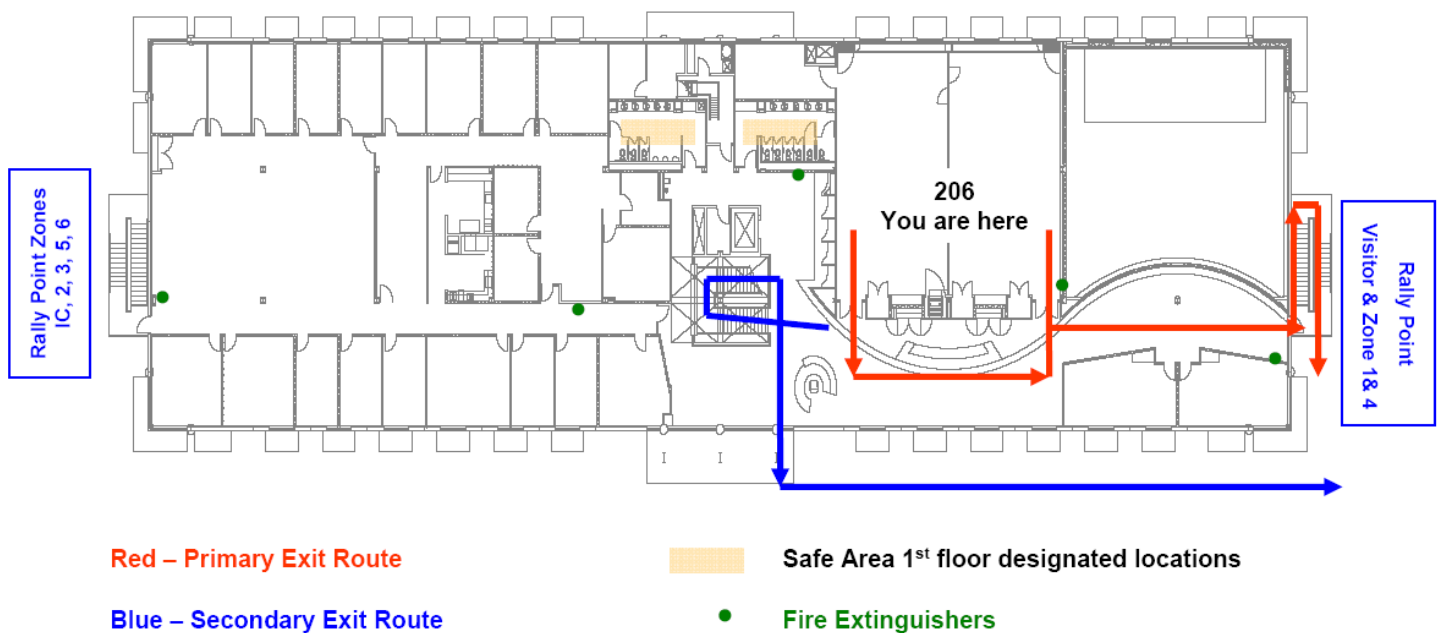 Rally Point Zones
IC, 2, 3, 5, 6
206
You are here
Rally Point
Visitor & Zone 1& 4
I
I
I
Red – Primary Exit Route
Safe Area 1st floor designated locations
Blue – Secondary Exit Route
Fire Extinguishers